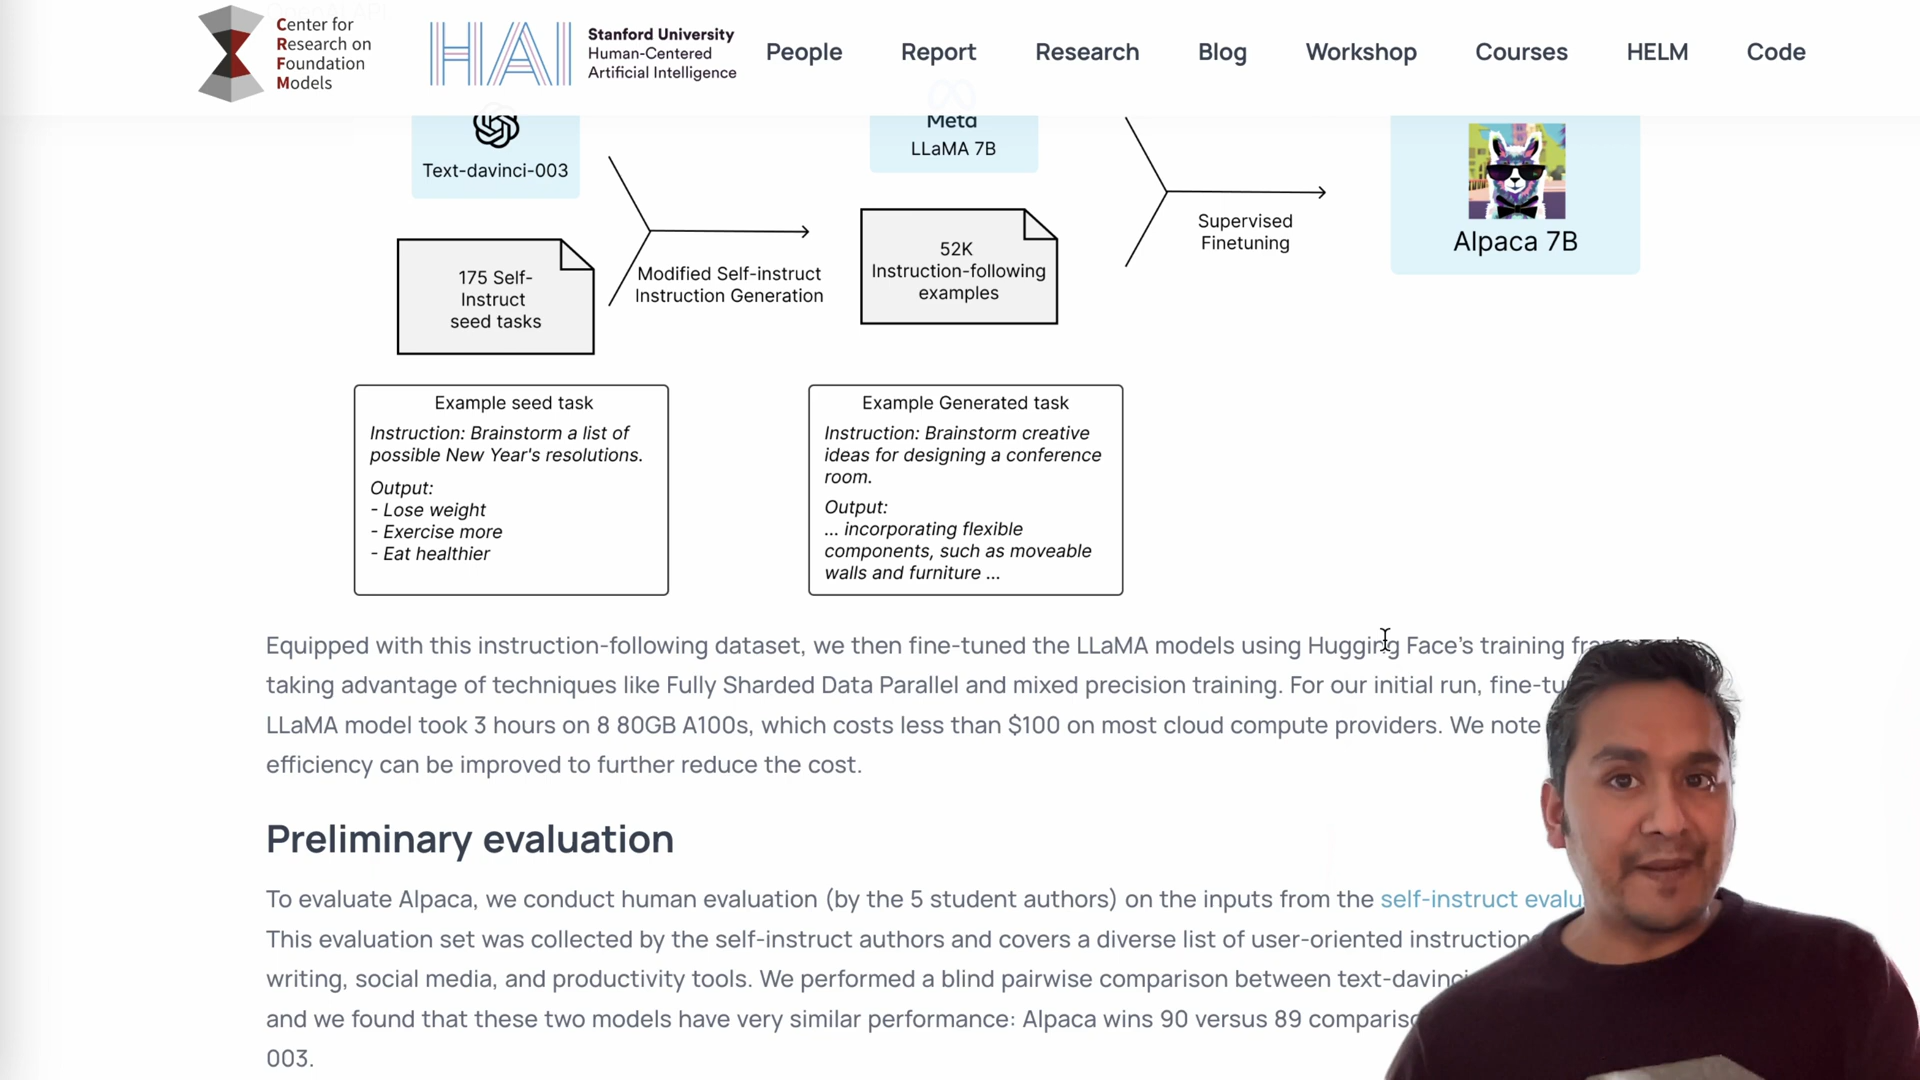 Center for
Research on
Foundation
Models
HAI
Stanford University
Human-Centered
Artificial Intelligence
People
Report
Research
Blog
Workshop
Courses
HELM
Code
Text-davinci-003
Meta
LLaMA 7B
175 Self-
Instruct
seed tasks
Modified Self-instruct
Instruction Generation
52K
Instruction-following
examples
Supervised
Finetuning
Alpaca 7B
Example seed task
Instruction: Brainstorm a list of
possible New Year's resolutions.
Output:
- Lose weight
- Exercise more
- Eat healthier
Example Generated task
Instruction: Brainstorm creative
ideas for designing a conference
room.
Output:
... incorporating flexible
components, such as moveable
walls and furniture ...
Equipped with this instruction-following dataset, we then fine-tuned the LLaMA models using Hugging Face’s training
taking advantage of techniques like Fully Sharded Data Parallel and mixed precision training. For our initial run,
LLaMA model took 3 hours on 8 80GB A100s, which costs less than $100 on most cloud compute providers. We note
efficiency can be improved to further reduce the cost.
Preliminary evaluation
To evaluate Alpaca, we conduct human evaluation (by the 5 student authors) on the inputs from the self-instruct
This evaluation set was collected by the self-instruct authors and covers a diverse list of user-oriented
writing, social media, and productivity tools. We performed a blind pairwise comparison between
and we found that these two models have very similar performance: Alpaca wins 90 versus 89
003.